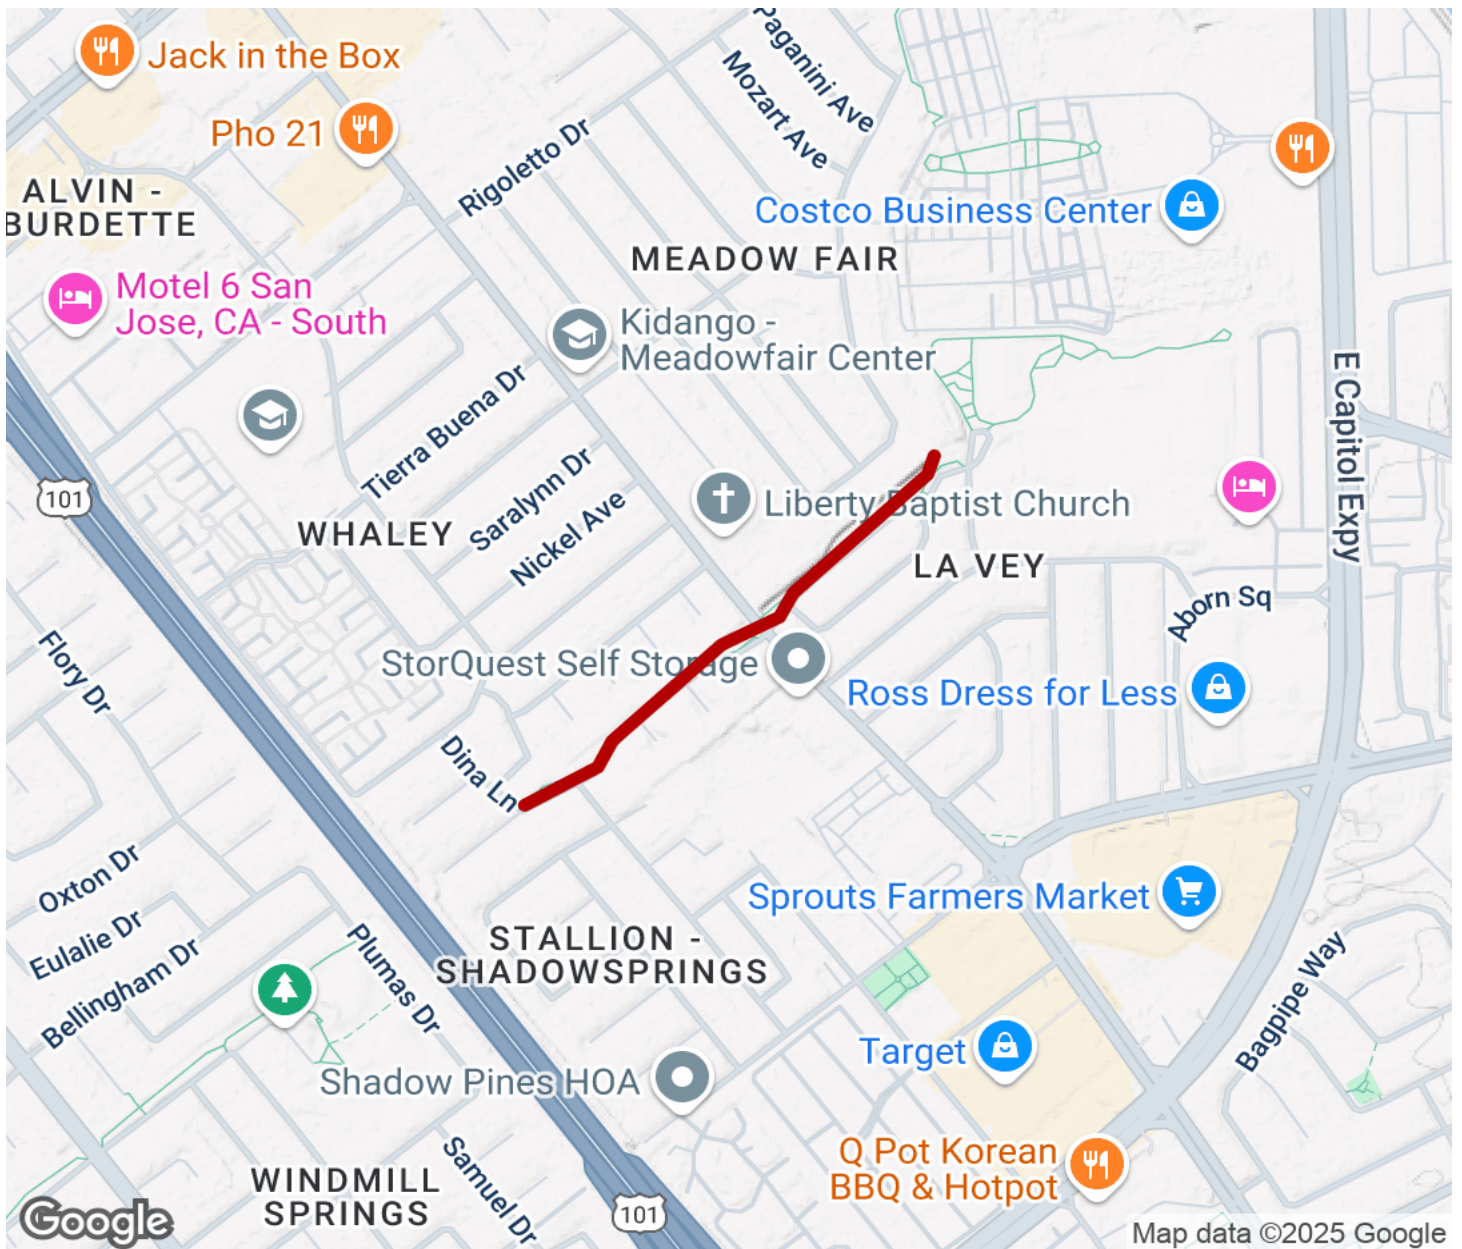 Paganini Ave
Jack in the Box
Mozart Ave
Pho 21
Rigoletto Dr
ALVIN -
BURDETTE
Costco Business Center
MEADOW FAIR
Motel 6 San
Jose, CA - South
Kidango -
Meadowfair Center
E Capitol Expy
Tierra Buena Dr
101
Saralynn Dr
Liberty Baptist Church
WHALEY
Nickel Ave
LA VEY
Aborn Sq
Flory Dr
StorQuest Self Storage
Ross Dress for Less
Dina Ln
Oxton Dr
Sprouts Farmers Market
Eulalie Dr
STALLION -
SHADOWSPRINGS
Bellingham Dr
Plumas Dr
Bagpipe Way
Target
Shadow Pines HOA
Q Pot Korean
BBQ & Hotpot
WINDMILL
SPRINGS
Samuel Dr
101
Google
Map data ©2025 Google